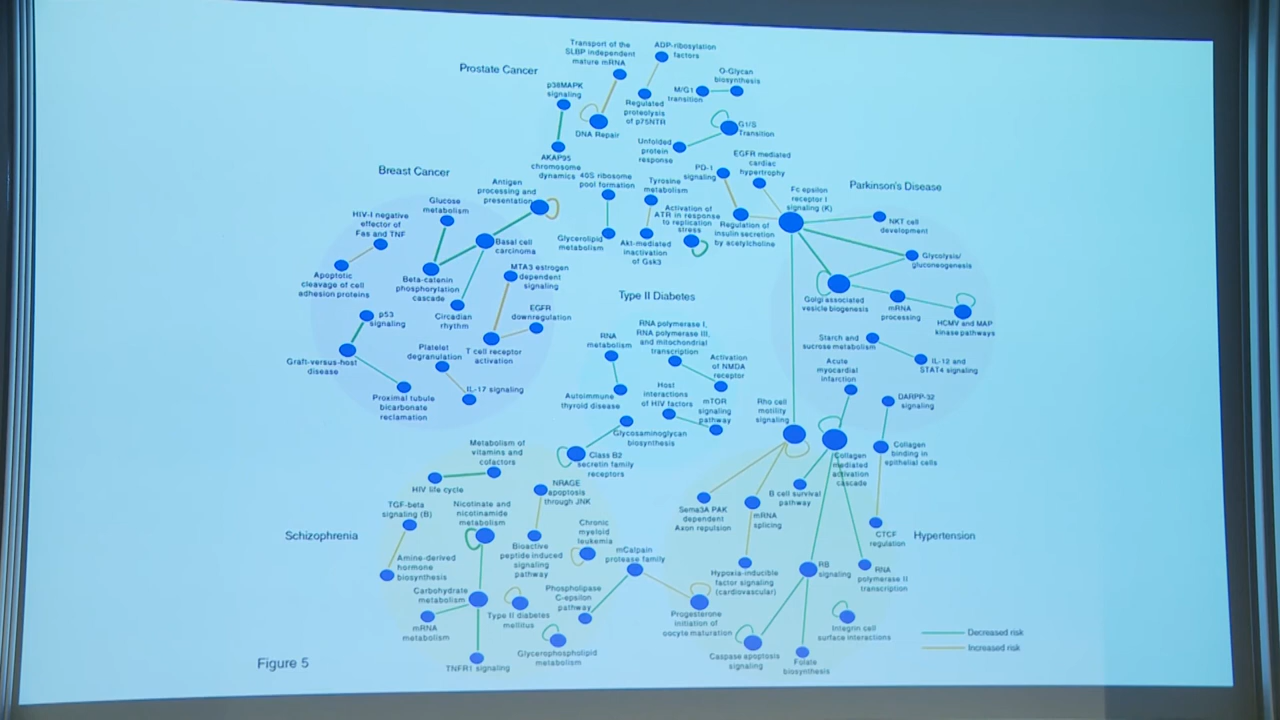 Transport of the
SLBP independent
mature mRNA
ADP-ribosylation
factors
Prostate Cancer
p38MAPK
signaling
M/G1
transition
O-Glycan
biosynthesis
DNA Repair
Regulated
proteolysis
of p75NTR
G1/S
Transition
Unfolded
protein
response
AKAP95
chromosome
dynamics
PD-1
signaling
EGFR mediated
cardiac
hypertrophy
Breast Cancer
Antigen
processing and
presentation
40S ribosome
pool formation
Tyrosine
metabolism
Fc epsilon
receptor I
signaling (K)
Parkinson's Disease
Glucose
metabolism
HIV-I negative
effector of
Fas and TNF
Activation of
ATR in response
to replication
stress
Regulation of
insulin secretion
by acetylcholine
NKT cell
development
Basal cell
carcinoma
Glycerolipid
metabolism
Akt-mediated
inactivation
of Gsk3
Glycolysis/
gluconeogenesis
Apoptotic
cleavage of cell
adhesion proteins
Beta-catenin
phosphorylation
cascade
MTA3 estrogen
dependent
signaling
Type II Diabetes
Golgi associated
vesicle biogenesis
mRNA
processing
HCMV and MAP
kinase pathways
p53
signaling
Circadian
rhythm
EGFR
downregulation
RNA
metabolism
RNA polymerase I,
RNA polymerase III,
and mitochondrial
transcription
Starch and
sucrose metabolism
Graft-versus-host
disease
Platelet
degranulation
T cell receptor
activation
Activation
of NMDA
receptor
Acute
myocardial
infarction
IL-12 and
STAT4 signaling
Proximal tubule
bicarbonate
reclamation
IL-17 signaling
Autoimmune
thyroid disease
Host
interactions
of HIV factors
mTOR
signaling
pathway
Rho cell
motility
signaling
DARPP-32
signaling
Glycosaminoglycan
biosynthesis
Metabolism of
vitamins and
cofactors
Class B2
secretin family
receptors
Collagen
mediated
activation
cascade
Collagen
binding in
epithelial cells
HIV life cycle
NRAGE
apoptosis
through JNK
B cell survival
pathway
TGF-beta
signaling (B)
Nicotinate and
nicotinamide
metabolism
Chronic
myeloid
leukemia
Sema3A PAK
dependent
Axon repulsion
mRNA
splicing
Schizophrenia
Bioactive
peptide induced
signaling
pathway
mCalpain
protease family
CTCF
regulation
Hypertension
Amine-derived
hormone
biosynthesis
Hypoxia-inducible
factor signaling
(cardiovascular)
RB
signaling
RNA
polymerase II
transcription
Carbohydrate
metabolism
Phospholipase
C-epsilon
pathway
Type II diabetes
mellitus
Progesterone
initiation of
oocyte maturation
mRNA
metabolism
Integrin cell
surface interactions
Decreased risk
Increased risk
Glycerophospholipid
metabolism
Caspase apoptosis
signaling
Folate
biosynthesis
TNFR1 signaling
Figure 5